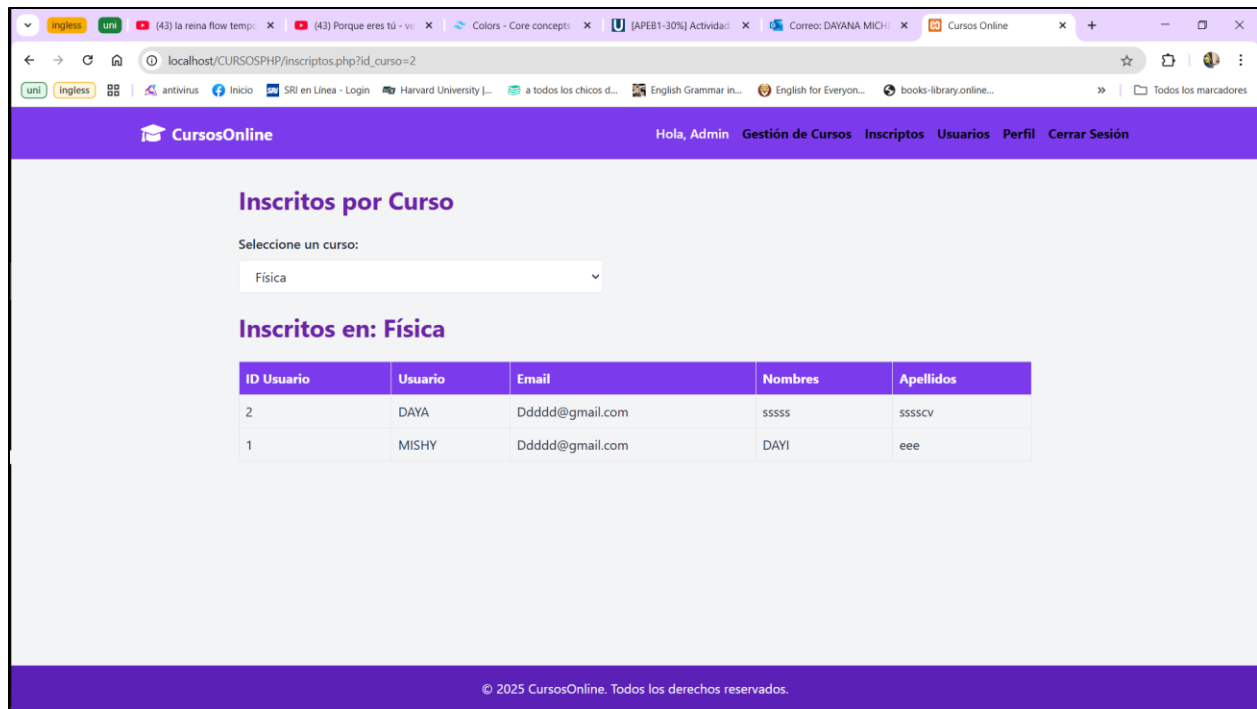 ingless uni (43) la reina flow tempo (43) Porque eres tú - ve Colors - Core concepts [APEB1-30%] Actividad: Correo: DAYANA MICHE Cursos Online
localhost/CURSOSPHP/inscriptos.php?id_curso=2
uni ingless antivirus Inicio SRI en Línea - Login Harvard University |... a todos los chicos d... English Grammar in... English for Everyon... books-library.online... » Todos los marcadores
CursosOnline Hola, Admin Gestión de Cursos Inscriptos Usuarios Perfil Cerrar Sesión
Inscritos por Curso
Seleccione un curso:
Física
Inscritos en: Física
ID Usuario Usuario Email Nombres Apellidos
2 DAYA Ddddd@gmail.com sssss sssscv
1 MISHY Ddddd@gmail.com DAYI eee
© 2025 CursosOnline. Todos los derechos reservados.